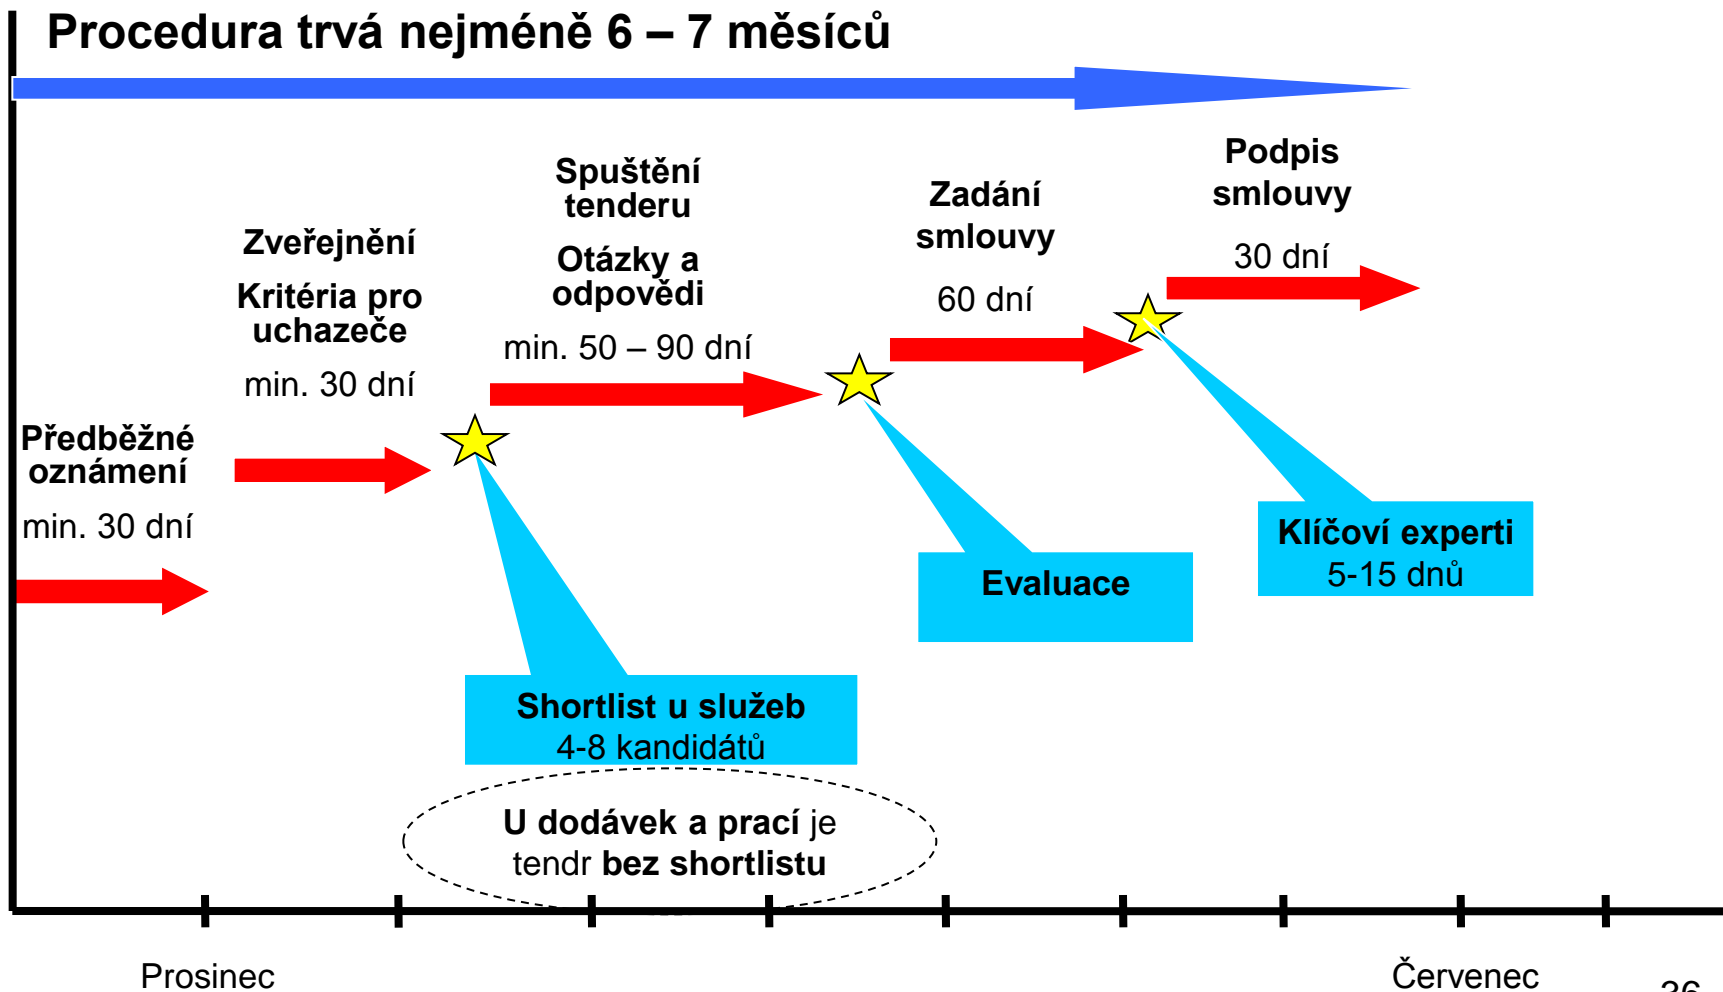 Procedura trvá nejméně 6 – 7 měsíců
Předběžné
oznámení
min. 30 dní
Zveřejnění
Kritéria pro
uchazeče
min. 30 dní
Spuštění
tenderu
Otázky a
odpovědi
min. 50 – 90 dní
Zadání
smlouvy
60 dní
Podpis
smlouvy
30 dní
Shortlist u služeb
4-8 kandidátů
Evaluace
Klíčoví experti
5-15 dnů
U dodávek a prací je
tendr bez shortlistu
Prosinec
Červenec
36